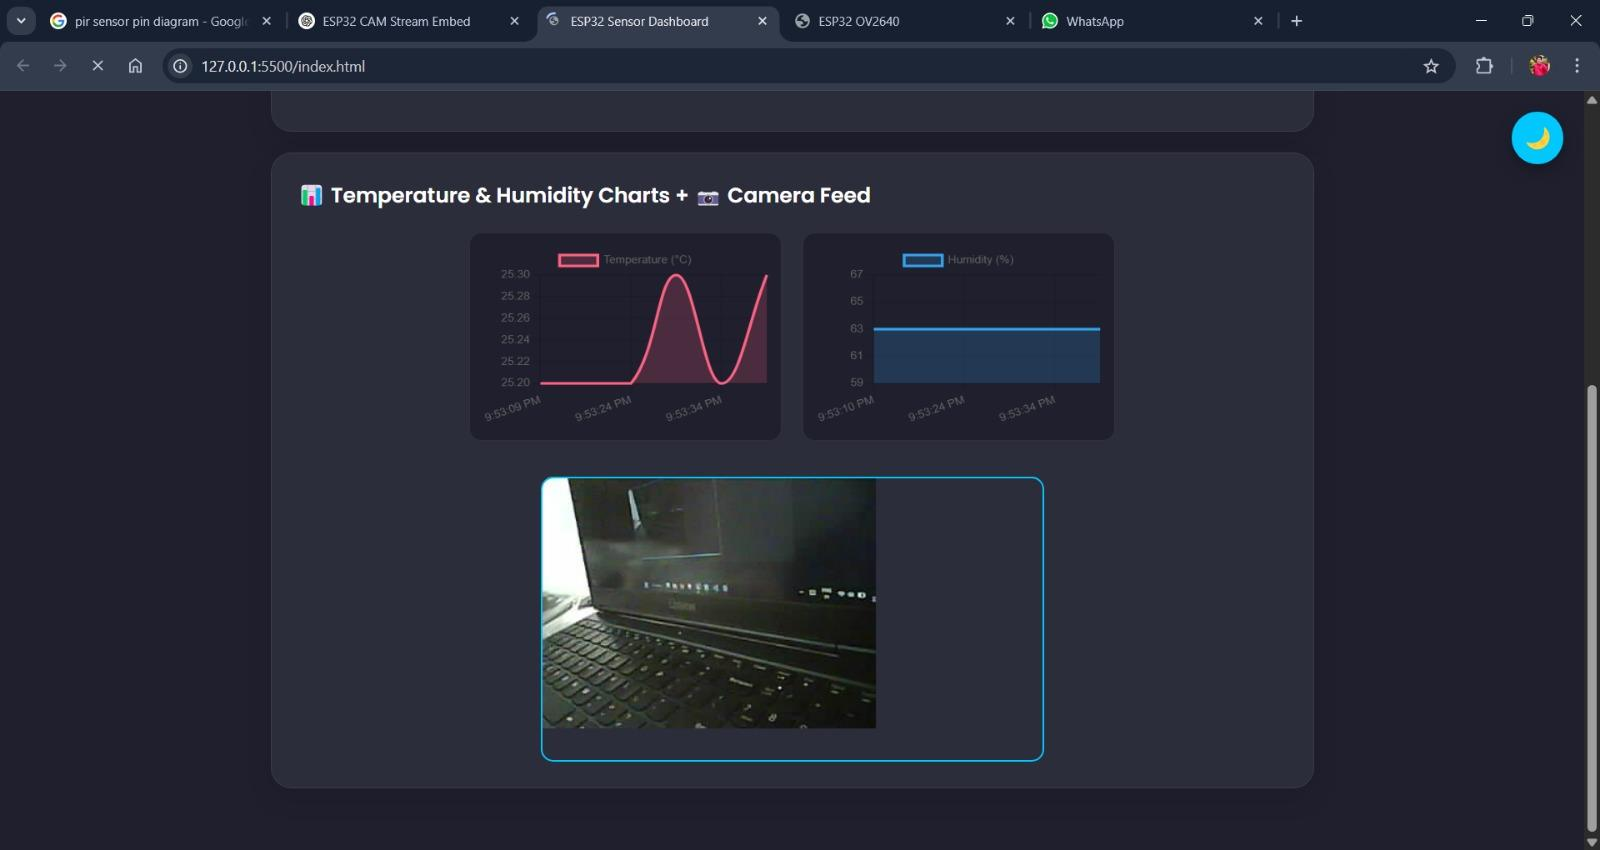 pir sensor pin diagram - Googl
ESP32 CAM Stream Embed
ESP32 Sensor Dashboard
ESP32 OV2640
WhatsApp
127.0.0.1:5500/index.html
Temperature & Humidity Charts + Camera Feed
Temperature (°C)
25.30
25.28
25.26
25.24
25.22
25.20
9:53:09 PM
9:53:24 PM
9:53:34 PM
Humidity (%)
67
65
63
61
59
9:53:10 PM
9:53:24 PM
9:53:34 PM